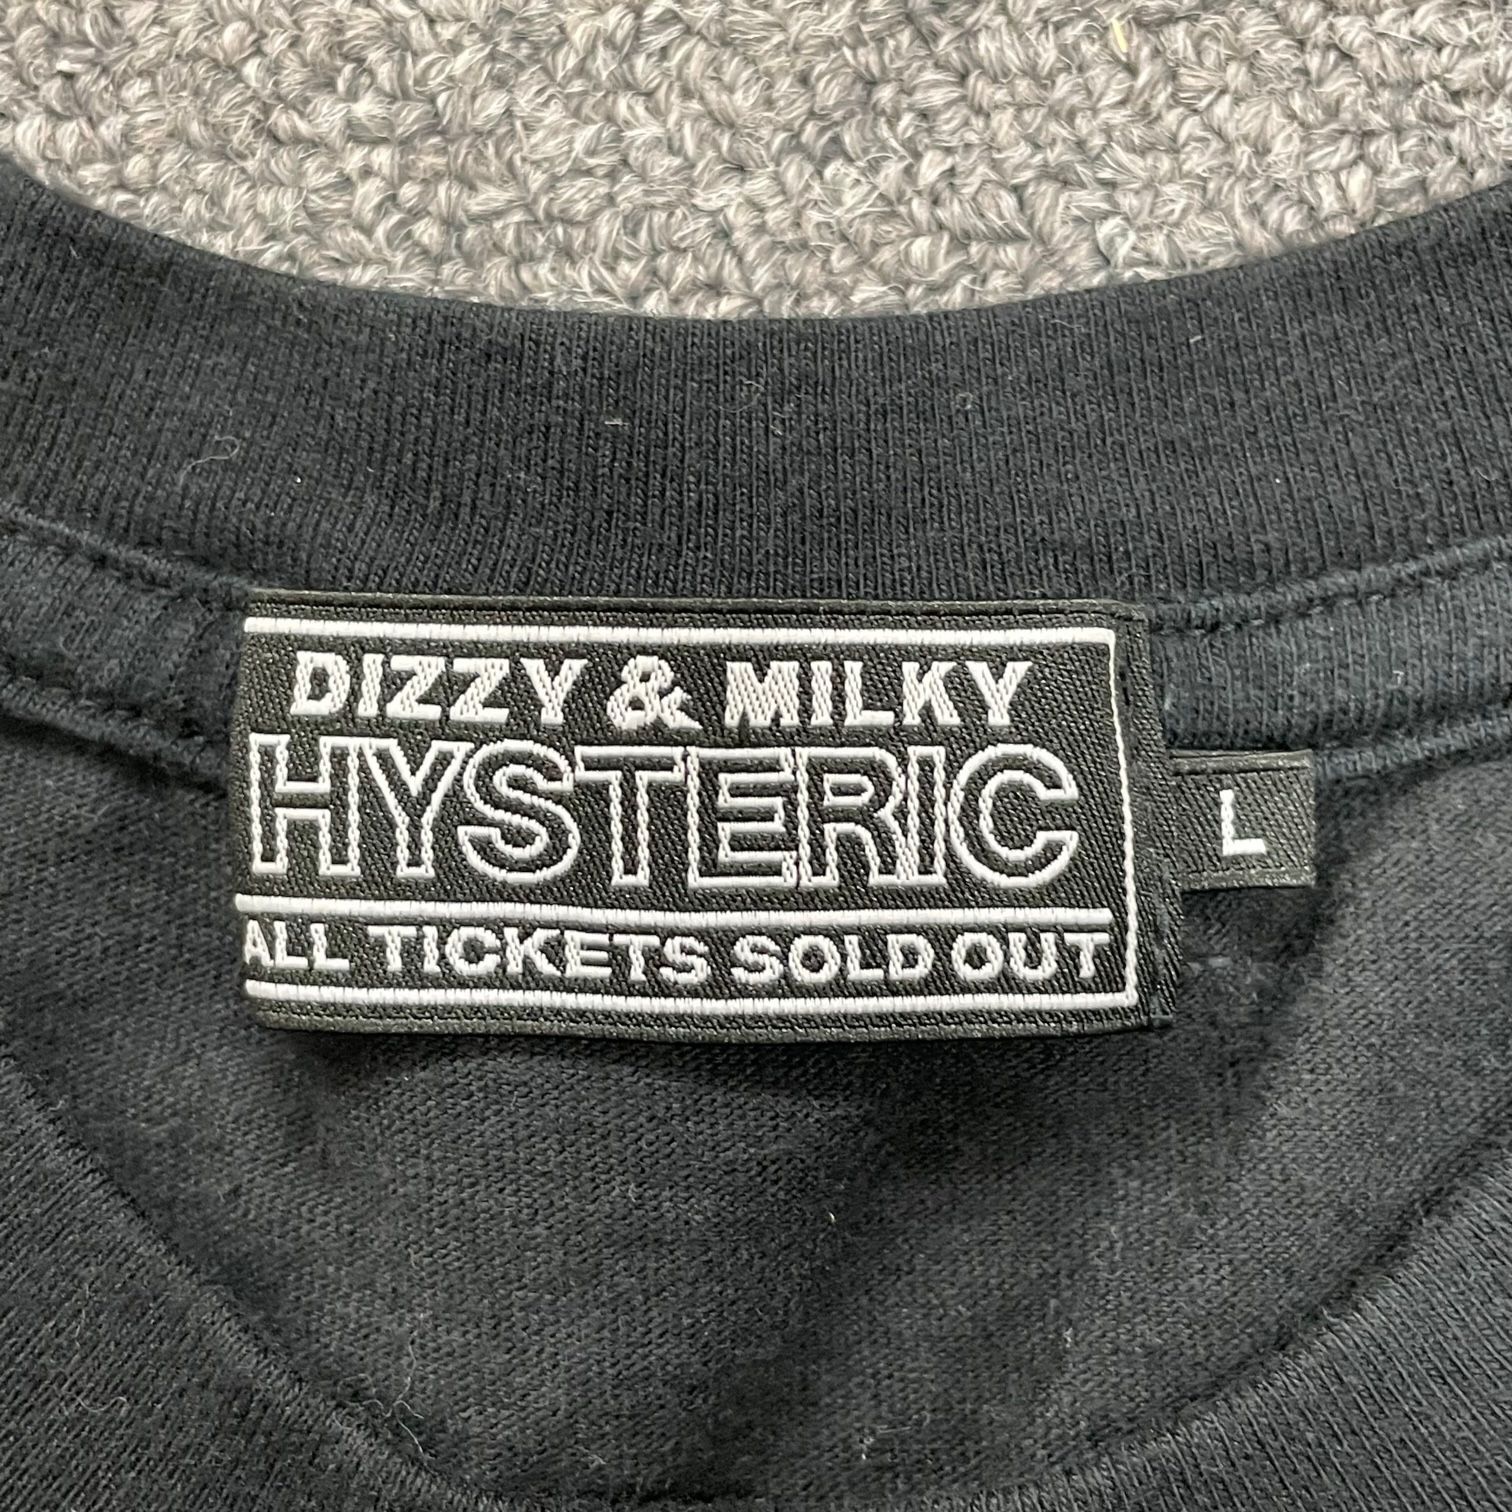 DIZZY & MILKY
HYSTERIC
ALL TICKETS SOLD OUT
L